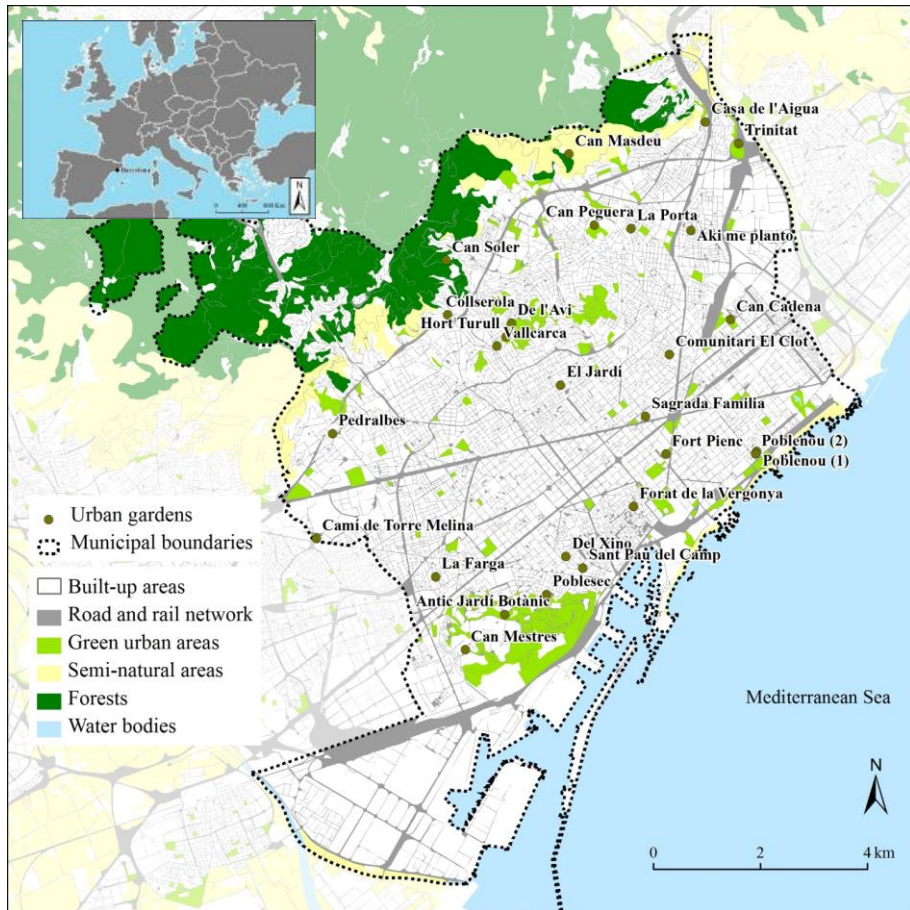 Barcelona
N
0 400 800 Km
Casa de l'Aigua
Trinitat
Can Masdeu
Can Peguera
La Porta
Aki me planto
Can Soler
Collserola
De l'Avi
Can Cadena
Hort Turull
Vallcarca
Comunitari El Clot
El Jardí
Sagrada Familia
Pedralbes
Fort Pienc
Poblenou (2)
Poblenou (1)
Forat de la Vergonya
Urban gardens
Municipal boundaries
Camí de Torre Melina
Del Xino
Sant Pau del Camp
La Farga
Poblesec
Antic Jardí Botànic
Can Mestres
Built-up areas
Road and rail network
Green urban areas
Semi-natural areas
Forests
Water bodies
Mediterranean Sea
N
0 2 4 km